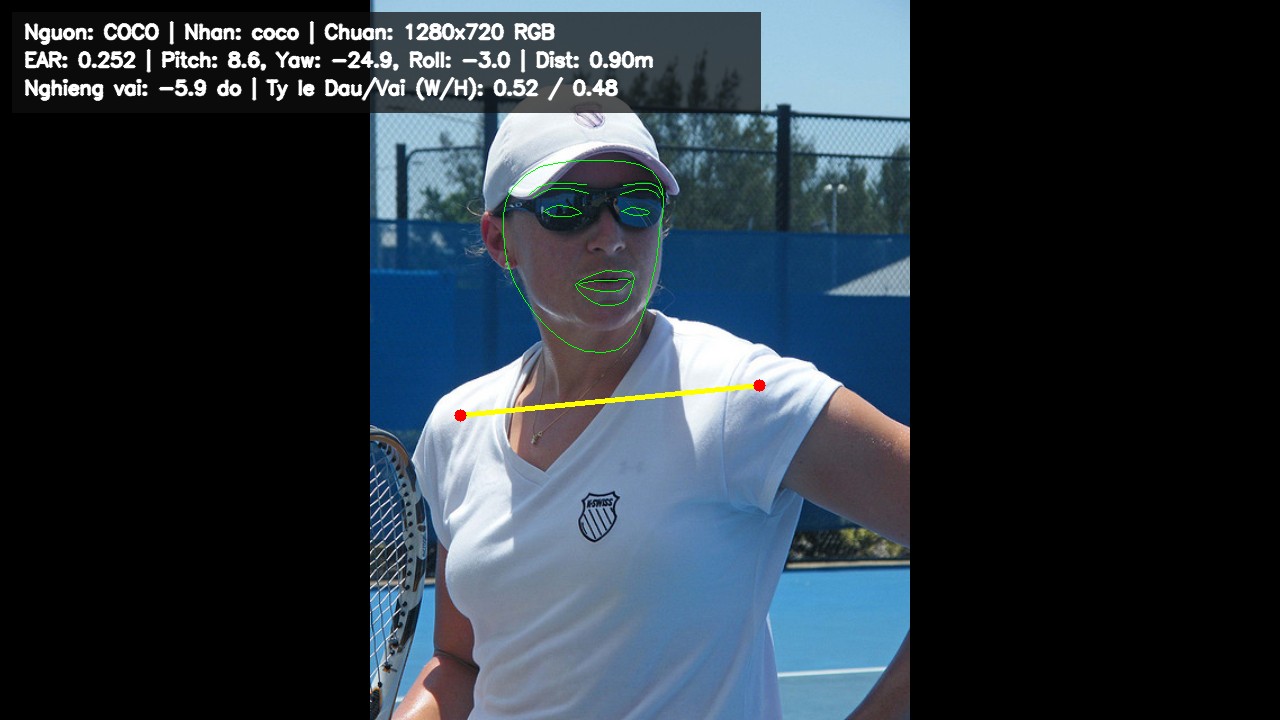 Nguon: COCO | Nhan: coco | Chuan: 1280x720 RGB
EAR: 0.252 | Pitch: 8.6, Yaw: -24.9, Roll: -3.0 | Dist: 0.90m
Nghieng vai: -5.9 do | Ty le Dau/Vai (W/H): 0.52 / 0.48
K-SWISS